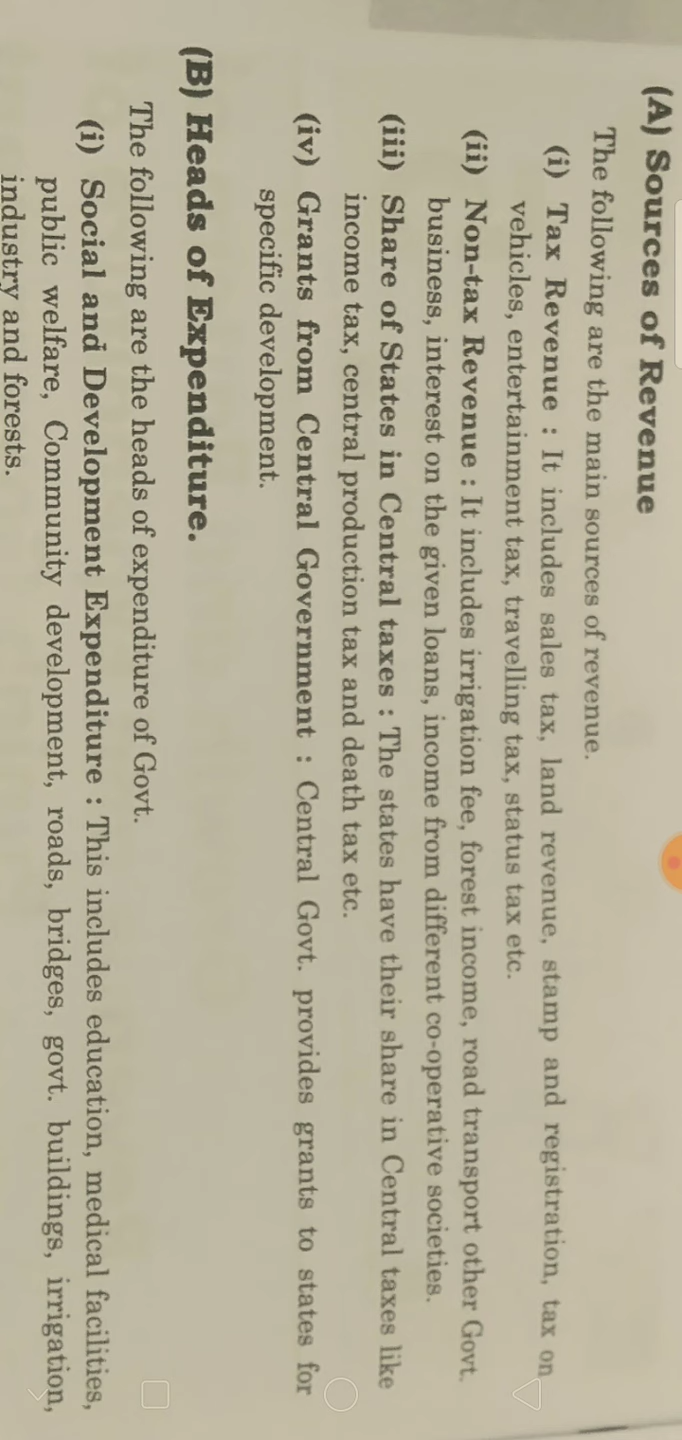 (A) Sources of Revenue
The following are the main sources of revenue.
(i) Tax Revenue : It includes sales tax, land revenue, stamp and registration, tax on
vehicles, entertainment tax, travelling tax, status tax etc.
(ii) Non-tax Revenue : It includes irrigation fee, forest income, road transport other Govt.
business, interest on the given loans, income from different co-operative societies.
(iii) Share of States in Central taxes : The states have their share in Central taxes like
income tax, central production tax and death tax etc.
(iv) Grants from Central Government : Central Govt. provides grants to states for
specific development.
(B) Heads of Expenditure.
The following are the heads of expenditure of Govt.
(i) Social and Development Expenditure : This includes education, medical facilities,
public welfare, Community development, roads, bridges, govt. buildings, irrigation,
industry and forests.